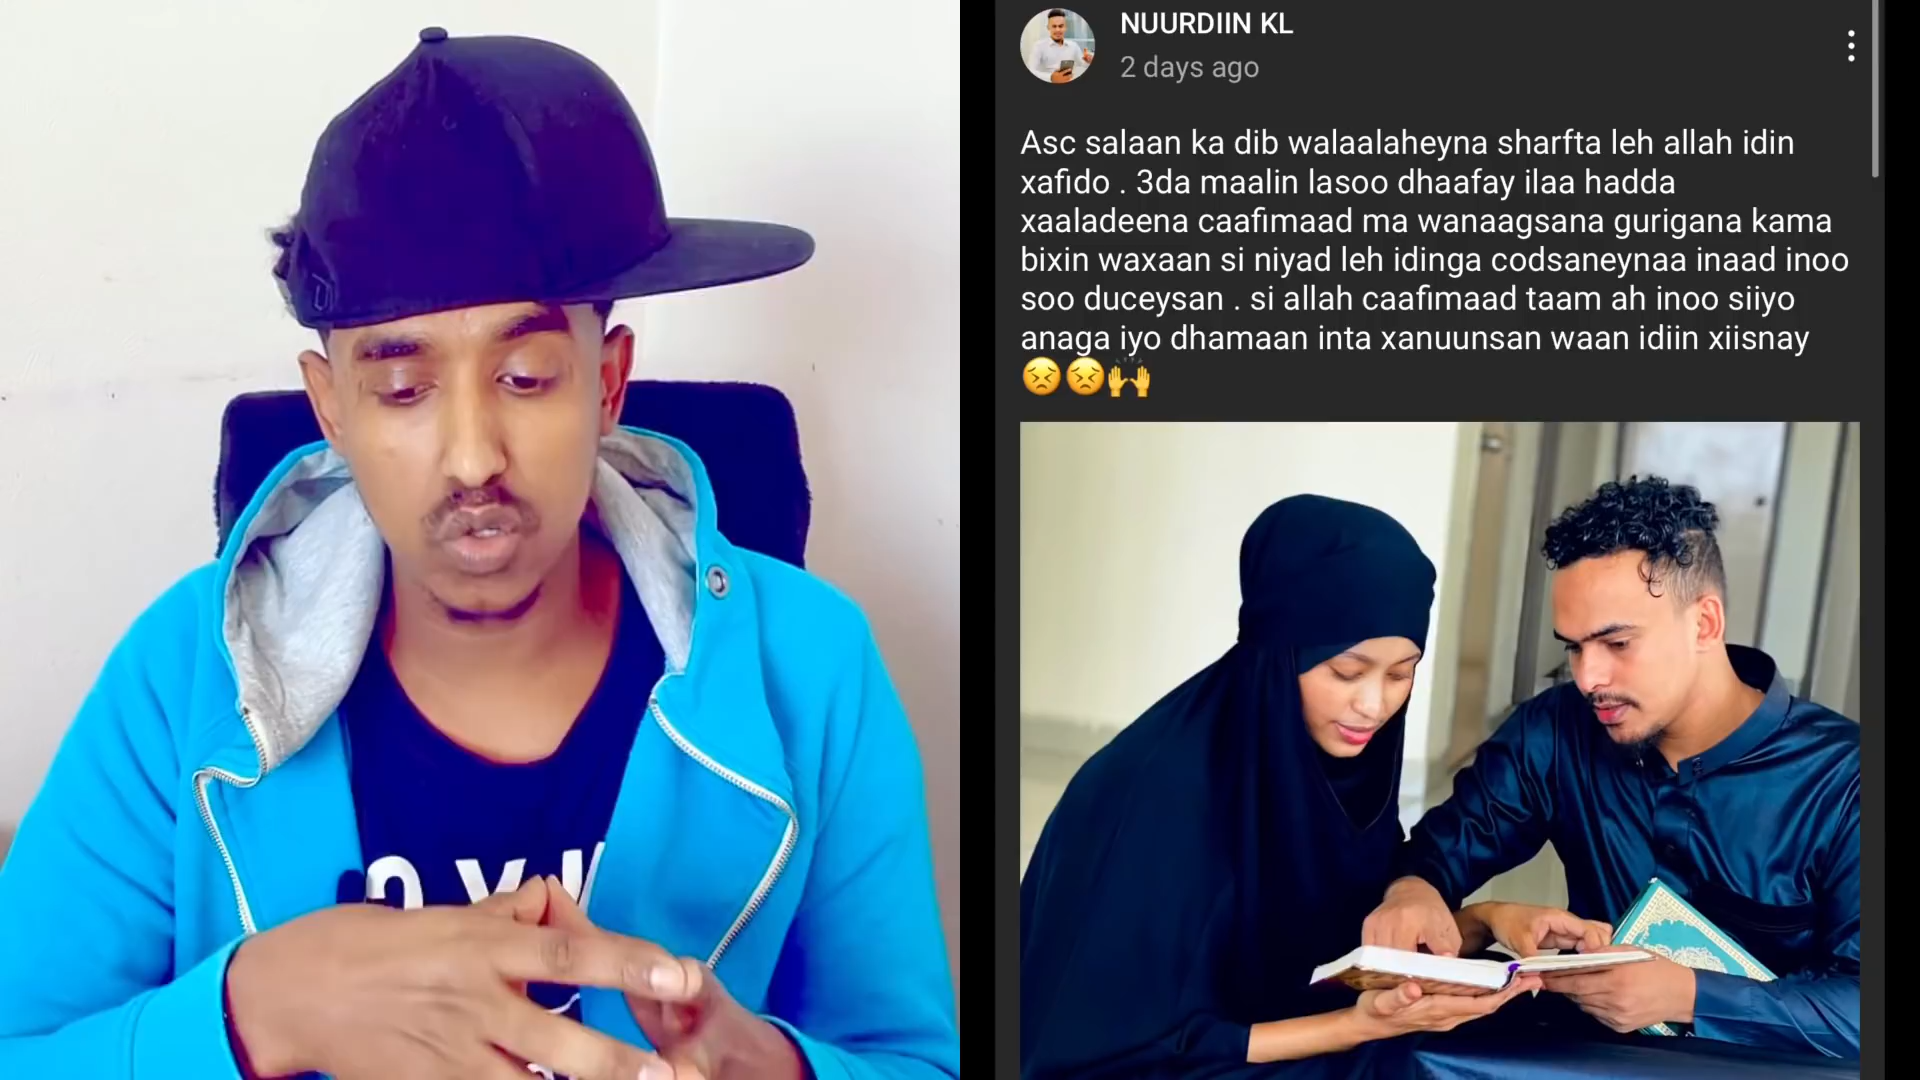 NUURDIIN KL
2 days ago
Asc salaan ka dib walaalaheyna sharfta leh allah idin
xafido . 3da maalin lasoo dhaafay ilaa hadda
xaaladeena caafimaad ma wanaagsana gurigana kama
bixin waxaan si niyad leh idinga codsaneynaa inaad inoo
soo duceysan . si allah caafimaad taam ah inoo siiyo
anaga iyo dhamaan inta xanuunsan waan idiin xiisnay
😣😣🙌